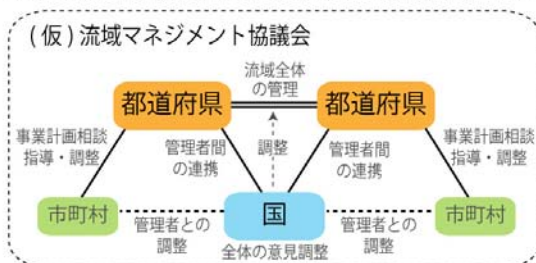 (仮)流域マネジメント協議会
流域全体
の管理
都道府県
都道府県
事業計画相談
指導・調整
管理者間
の連携
調整
管理者間
の連携
事業計画相談
指導・調整
市町村
国
市町村
管理者との
調整
全体の意見調整
管理者との
調整